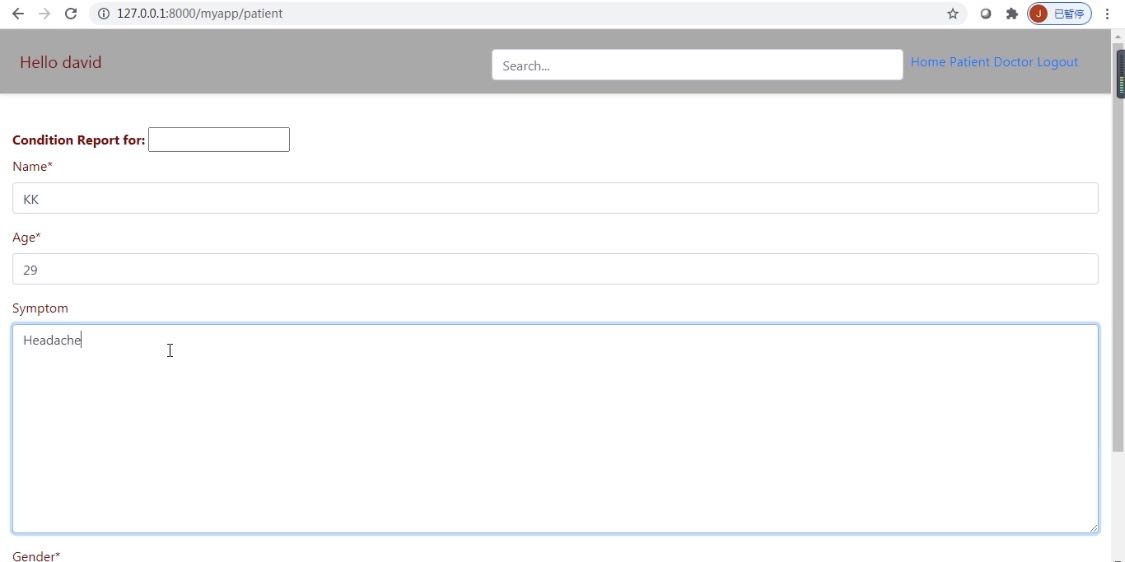 127.0.0.1:8000/myapp/patient
J 已暂停
Hello david
Search...
Home Patient Doctor Logout
Condition Report for:
Name*
KK
Age*
29
Symptom
Headache
Gender*